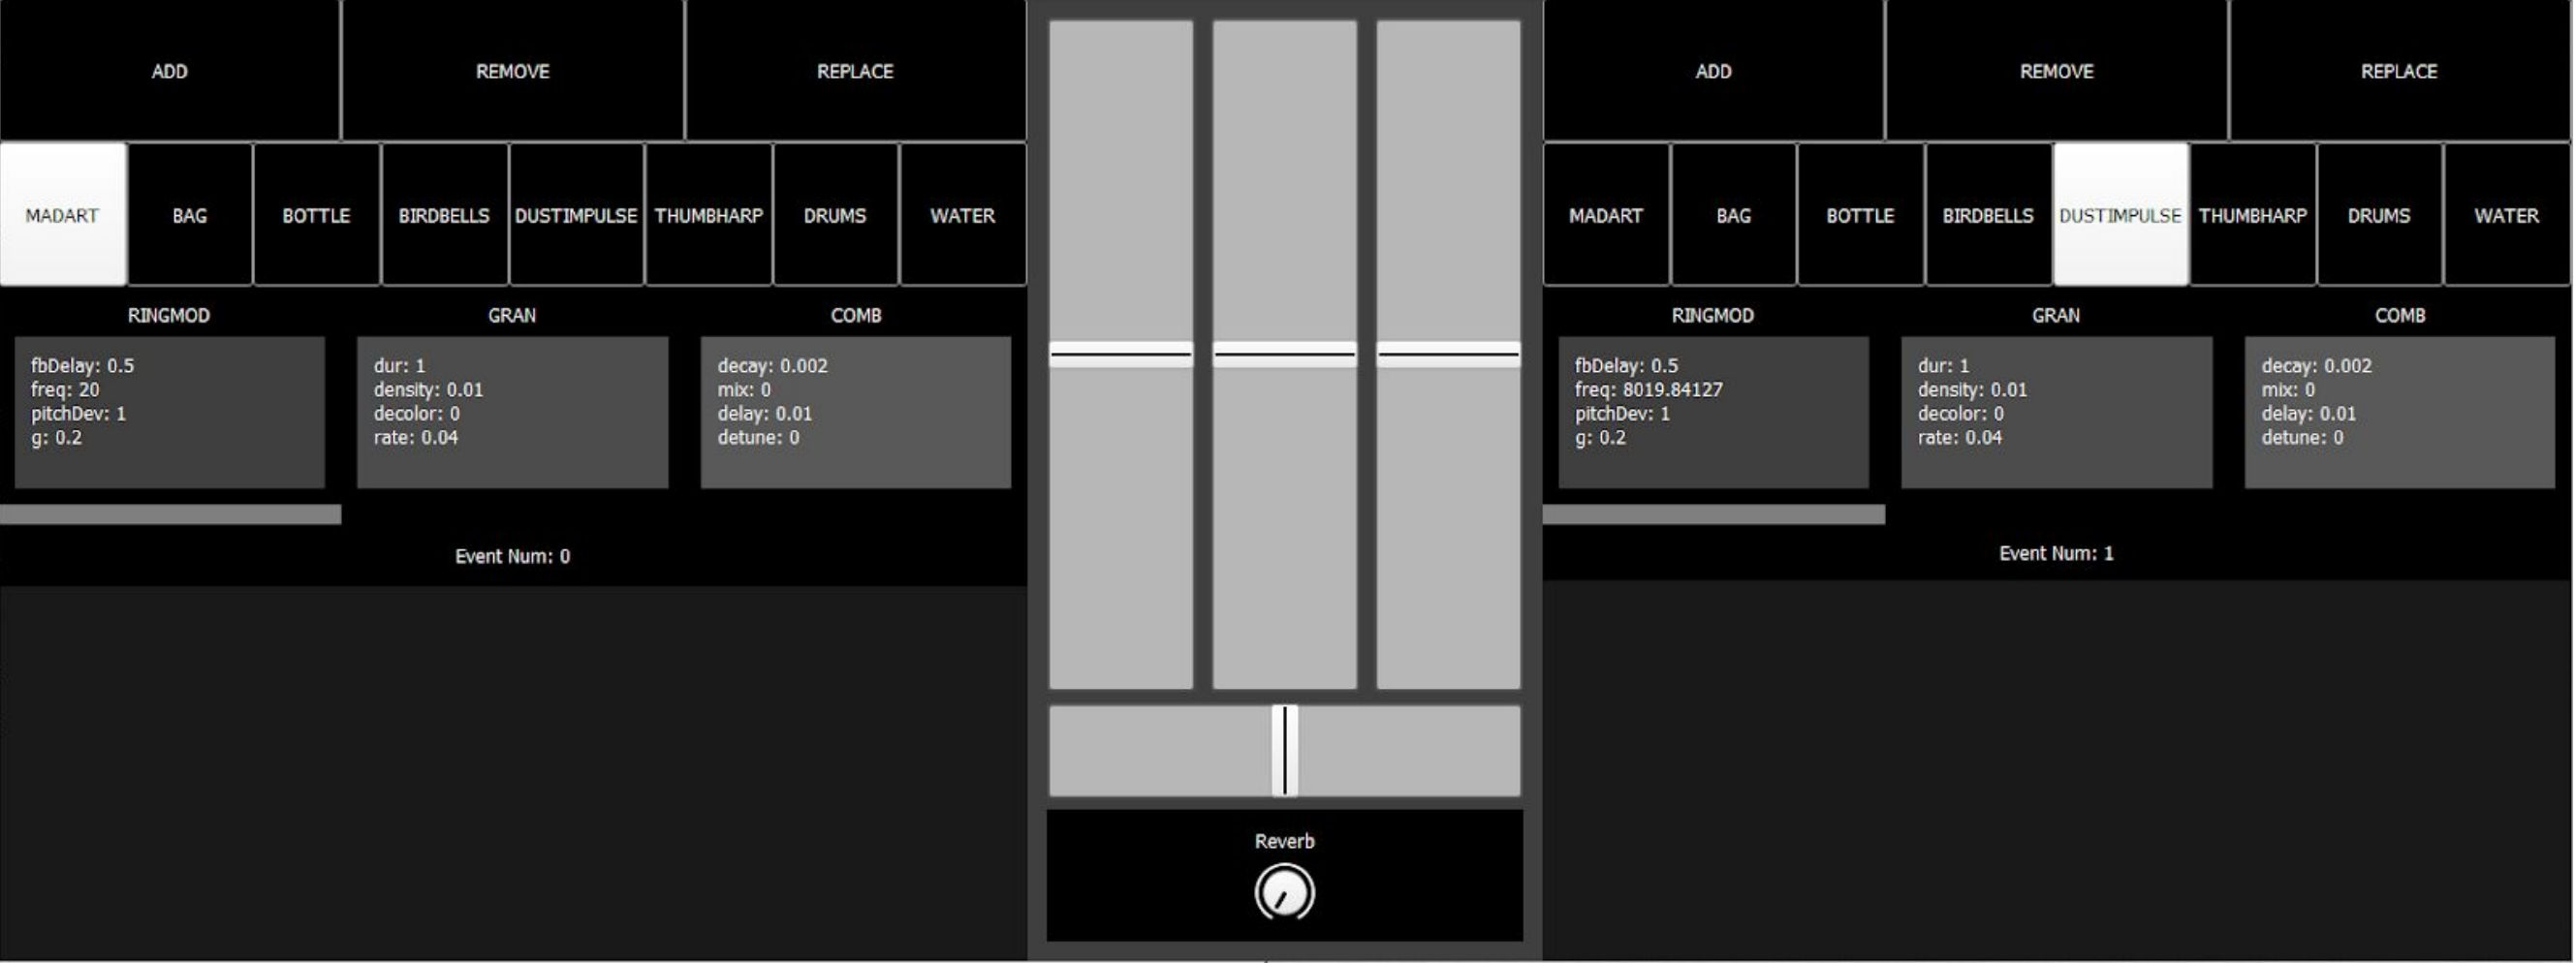 ADD REMOVE REPLACE
MADART BAG BOTTLE BIRDBELLS DUSTIMPULSE THUMBHARP DRUMS WATER
RINGMOD
fbDelay: 0.5
freq: 20
pitchDev: 1
g: 0.2
GRAN
dur: 1
density: 0.01
decolor: 0
rate: 0.04
COMB
decay: 0.002
mix: 0
delay: 0.01
detune: 0
Event Num: 0
Reverb
ADD REMOVE REPLACE
MADART BAG BOTTLE BIRDBELLS DUSTIMPULSE THUMBHARP DRUMS WATER
RINGMOD
fbDelay: 0.5
freq: 8019.84127
pitchDev: 1
g: 0.2
GRAN
dur: 1
density: 0.01
decolor: 0
rate: 0.04
COMB
decay: 0.002
mix: 0
delay: 0.01
detune: 0
Event Num: 1